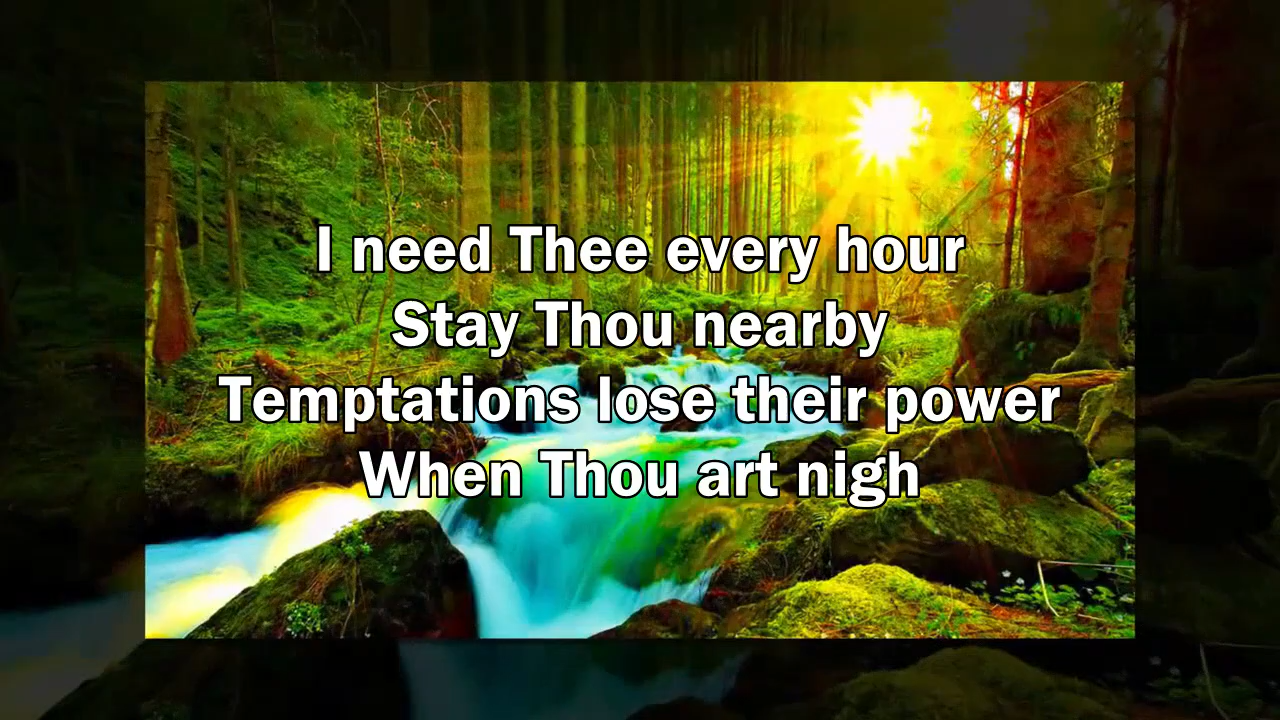 I need Thee every hour
Stay Thou nearby
Temptations lose their power
When Thou art nigh